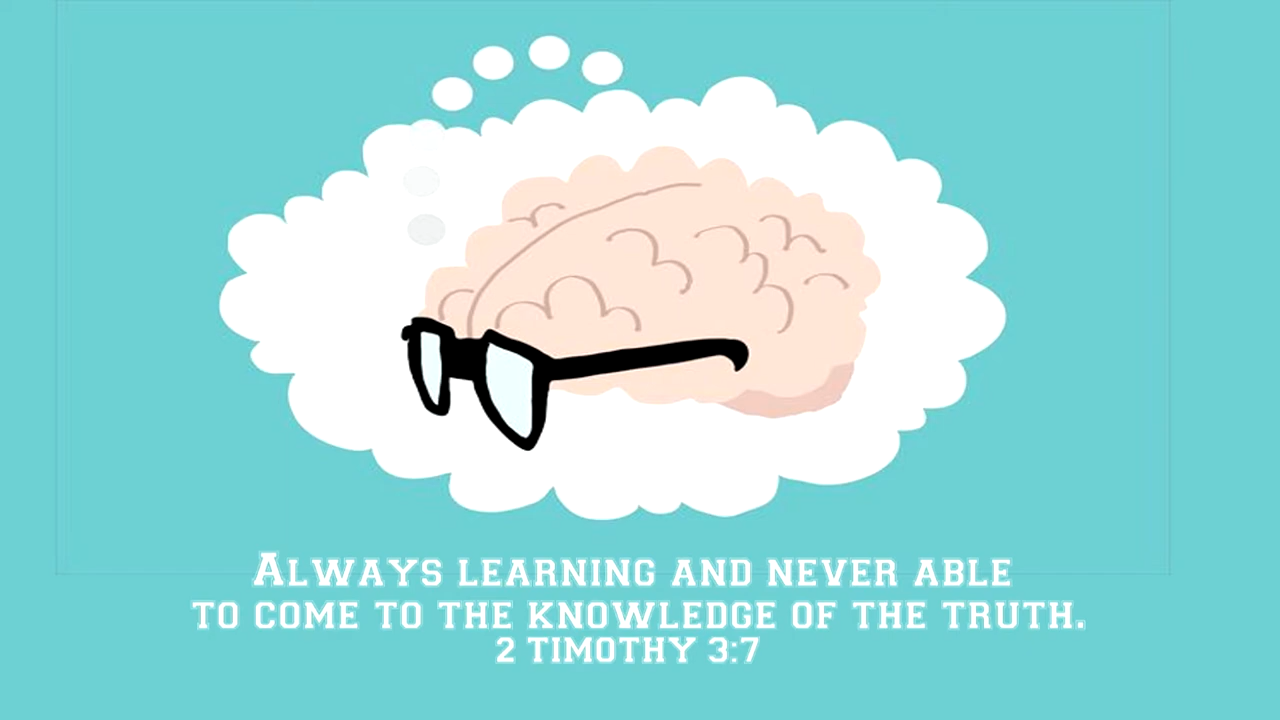 Always learning and never able
to come to the knowledge of the truth.
2 Timothy 3:7